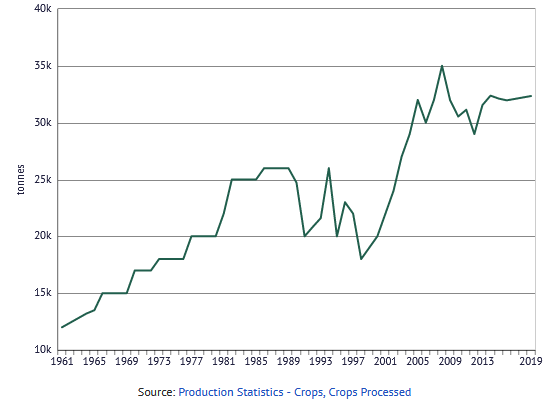 40k
35k
30k
25k
20k
15k
10k
tonnes
1961 1965 1969 1973 1977 1981 1985 1989 1993 1997 2001 2005 2009 2013 2019
Source: Production Statistics - Crops, Crops Processed